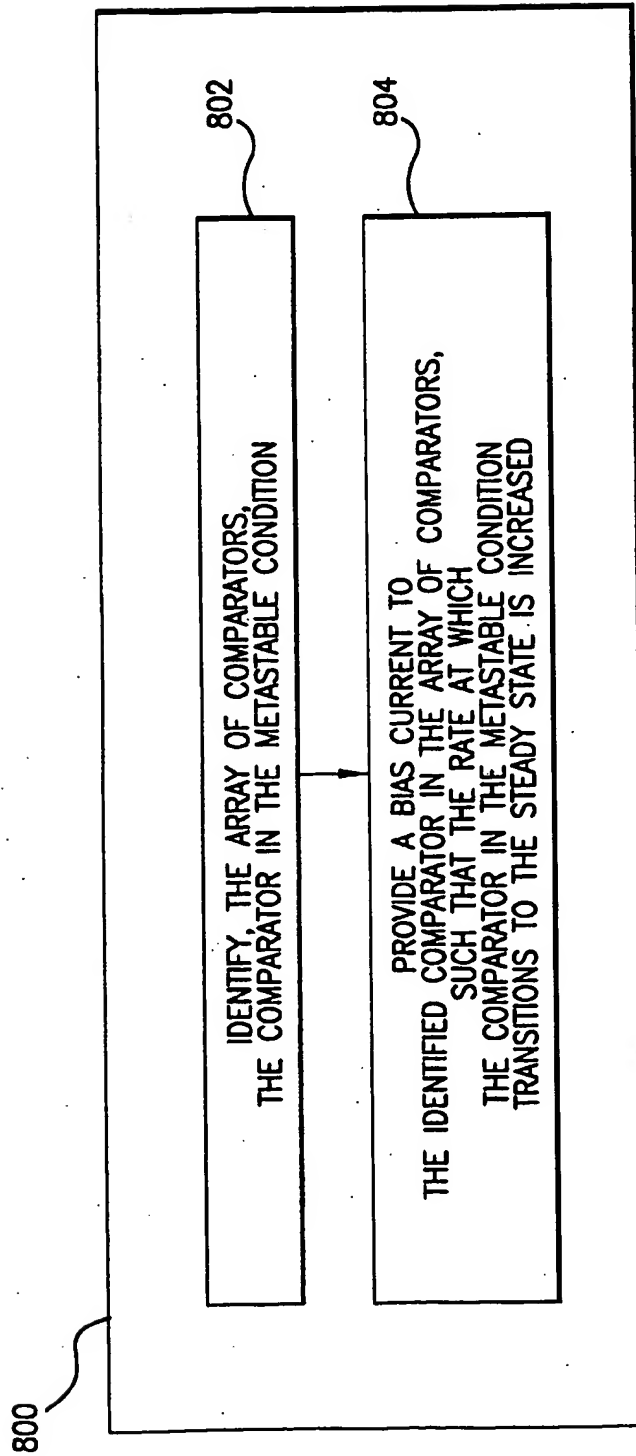 800
802
IDENTIFY, THE ARRAY OF COMPARATORS,
THE COMPARATOR IN THE METASTABLE CONDITION
804
PROVIDE A BIAS CURRENT TO
THE IDENTIFIED COMPARATOR IN THE ARRAY OF COMPARATORS,
SUCH THAT THE RATE AT WHICH
THE COMPARATOR IN THE METASTABLE CONDITION
TRANSITIONS TO THE STEADY STATE IS INCREASED